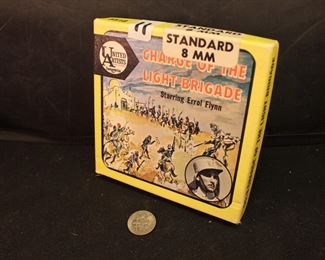 STANDARD
8 MM
UNITED
ARTISTS
CHARGE OF THE
LIGHT BRIGADE
Starring Errol Flynn